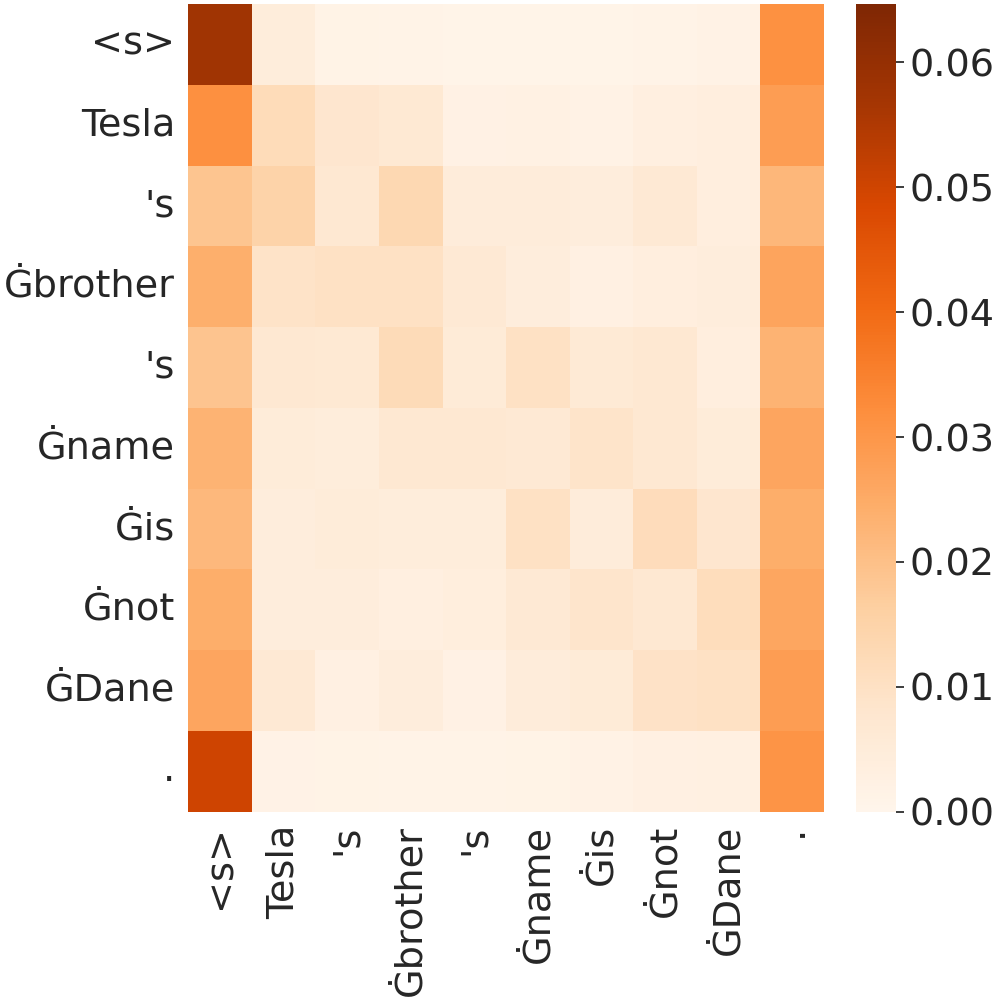 <s>
Tesla
's
Ġbrother
's
Ġname
Ġis
Ġnot
ĠDane
.
<s>
Tesla
's
Ġbrother
's
Ġname
Ġis
Ġnot
ĠDane
.
0.06
0.05
0.04
0.03
0.02
0.01
0.00